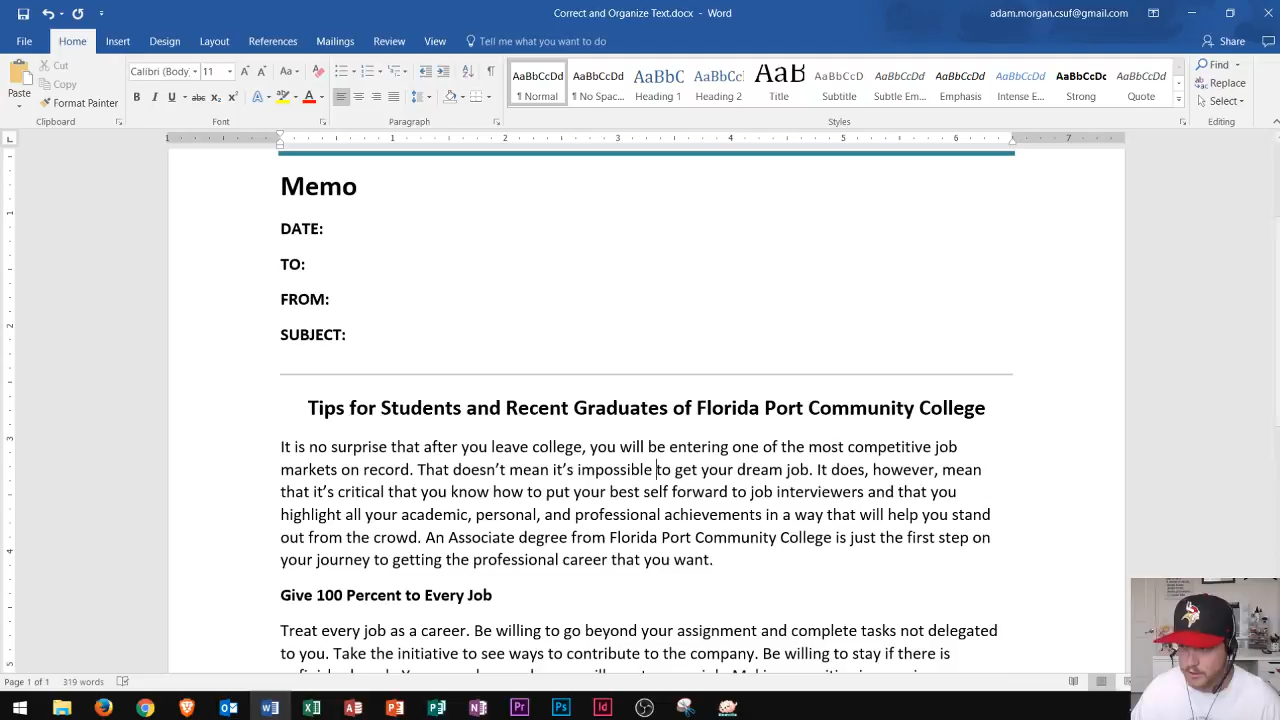 Correct and Organize Text.docx - Word
adam.morgan.csuf@gmail.com
File Home Insert Design Layout References Mailings Review View Tell me what you want to do Share
Paste
Cut
Copy
Format Painter
Clipboard
Calibri (Body) 11
Font
Paragraph
AaBbCcDd AaBbCcDd AaBbC AaBbCc AaB AaBbCcD AaBbCcDd AaBbCcDd AaBbCcDd AaBbCcDc AaBbCcDd
¶ Normal ¶ No Spac... Heading 1 Heading 2 Title Subtitle Subtle Em... Emphasis Intense E... Strong Quote
Styles
Find
Replace
Select
Editing
1 1 2 3 4 5 6 7
Memo
DATE:
TO:
FROM:
SUBJECT:
Tips for Students and Recent Graduates of Florida Port Community College
It is no surprise that after you leave college, you will be entering one of the most competitive job
markets on record. That doesn’t mean it’s impossible to get your dream job. It does, however, mean
that it’s critical that you know how to put your best self forward to job interviewers and that you
highlight all your academic, personal, and professional achievements in a way that will help you stand
out from the crowd. An Associate degree from Florida Port Community College is just the first step on
your journey to getting the professional career that you want.
Give 100 Percent to Every Job
Treat every job as a career. Be willing to go beyond your assignment and complete tasks not delegated
to you. Take the initiative to see ways to contribute to the company. Be willing to stay if there is
Page 1 of 1 319 words